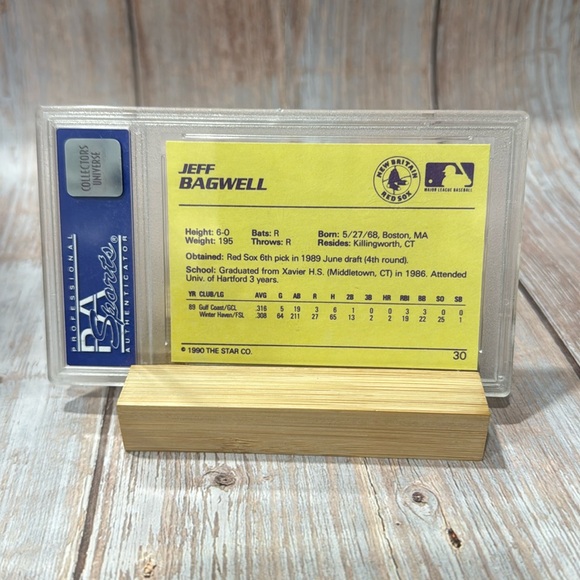 COLLECTORS
UNIVERSE
PROFESSIONAL
PSA
Sports®
AUTHENTICATOR
JEFF
BAGWELL
NEW BRITAIN
RED SOX
MAJOR LEAGUE BASEBALL
Height: 6-0 Bats: R Born: 5/27/68, Boston, MA
Weight: 195 Throws: R Resides: Killingworth, CT
Obtained: Red Sox 6th pick in 1989 June draft (4th round).
School: Graduated from Xavier H.S. (Middletown, CT) in 1986. Attended
Univ. of Hartford 3 years.
YR CLUB/LG AVG G AB R H 2B 3B HR RBI BB SO SB
89 Gulf Coast/GCL .316 5 19 3 6 1 0 0 3 3 0 0
Winter Haven/FSL .308 64 211 27 65 13 2 2 19 22 25 1
© 1990 THE STAR CO.
30